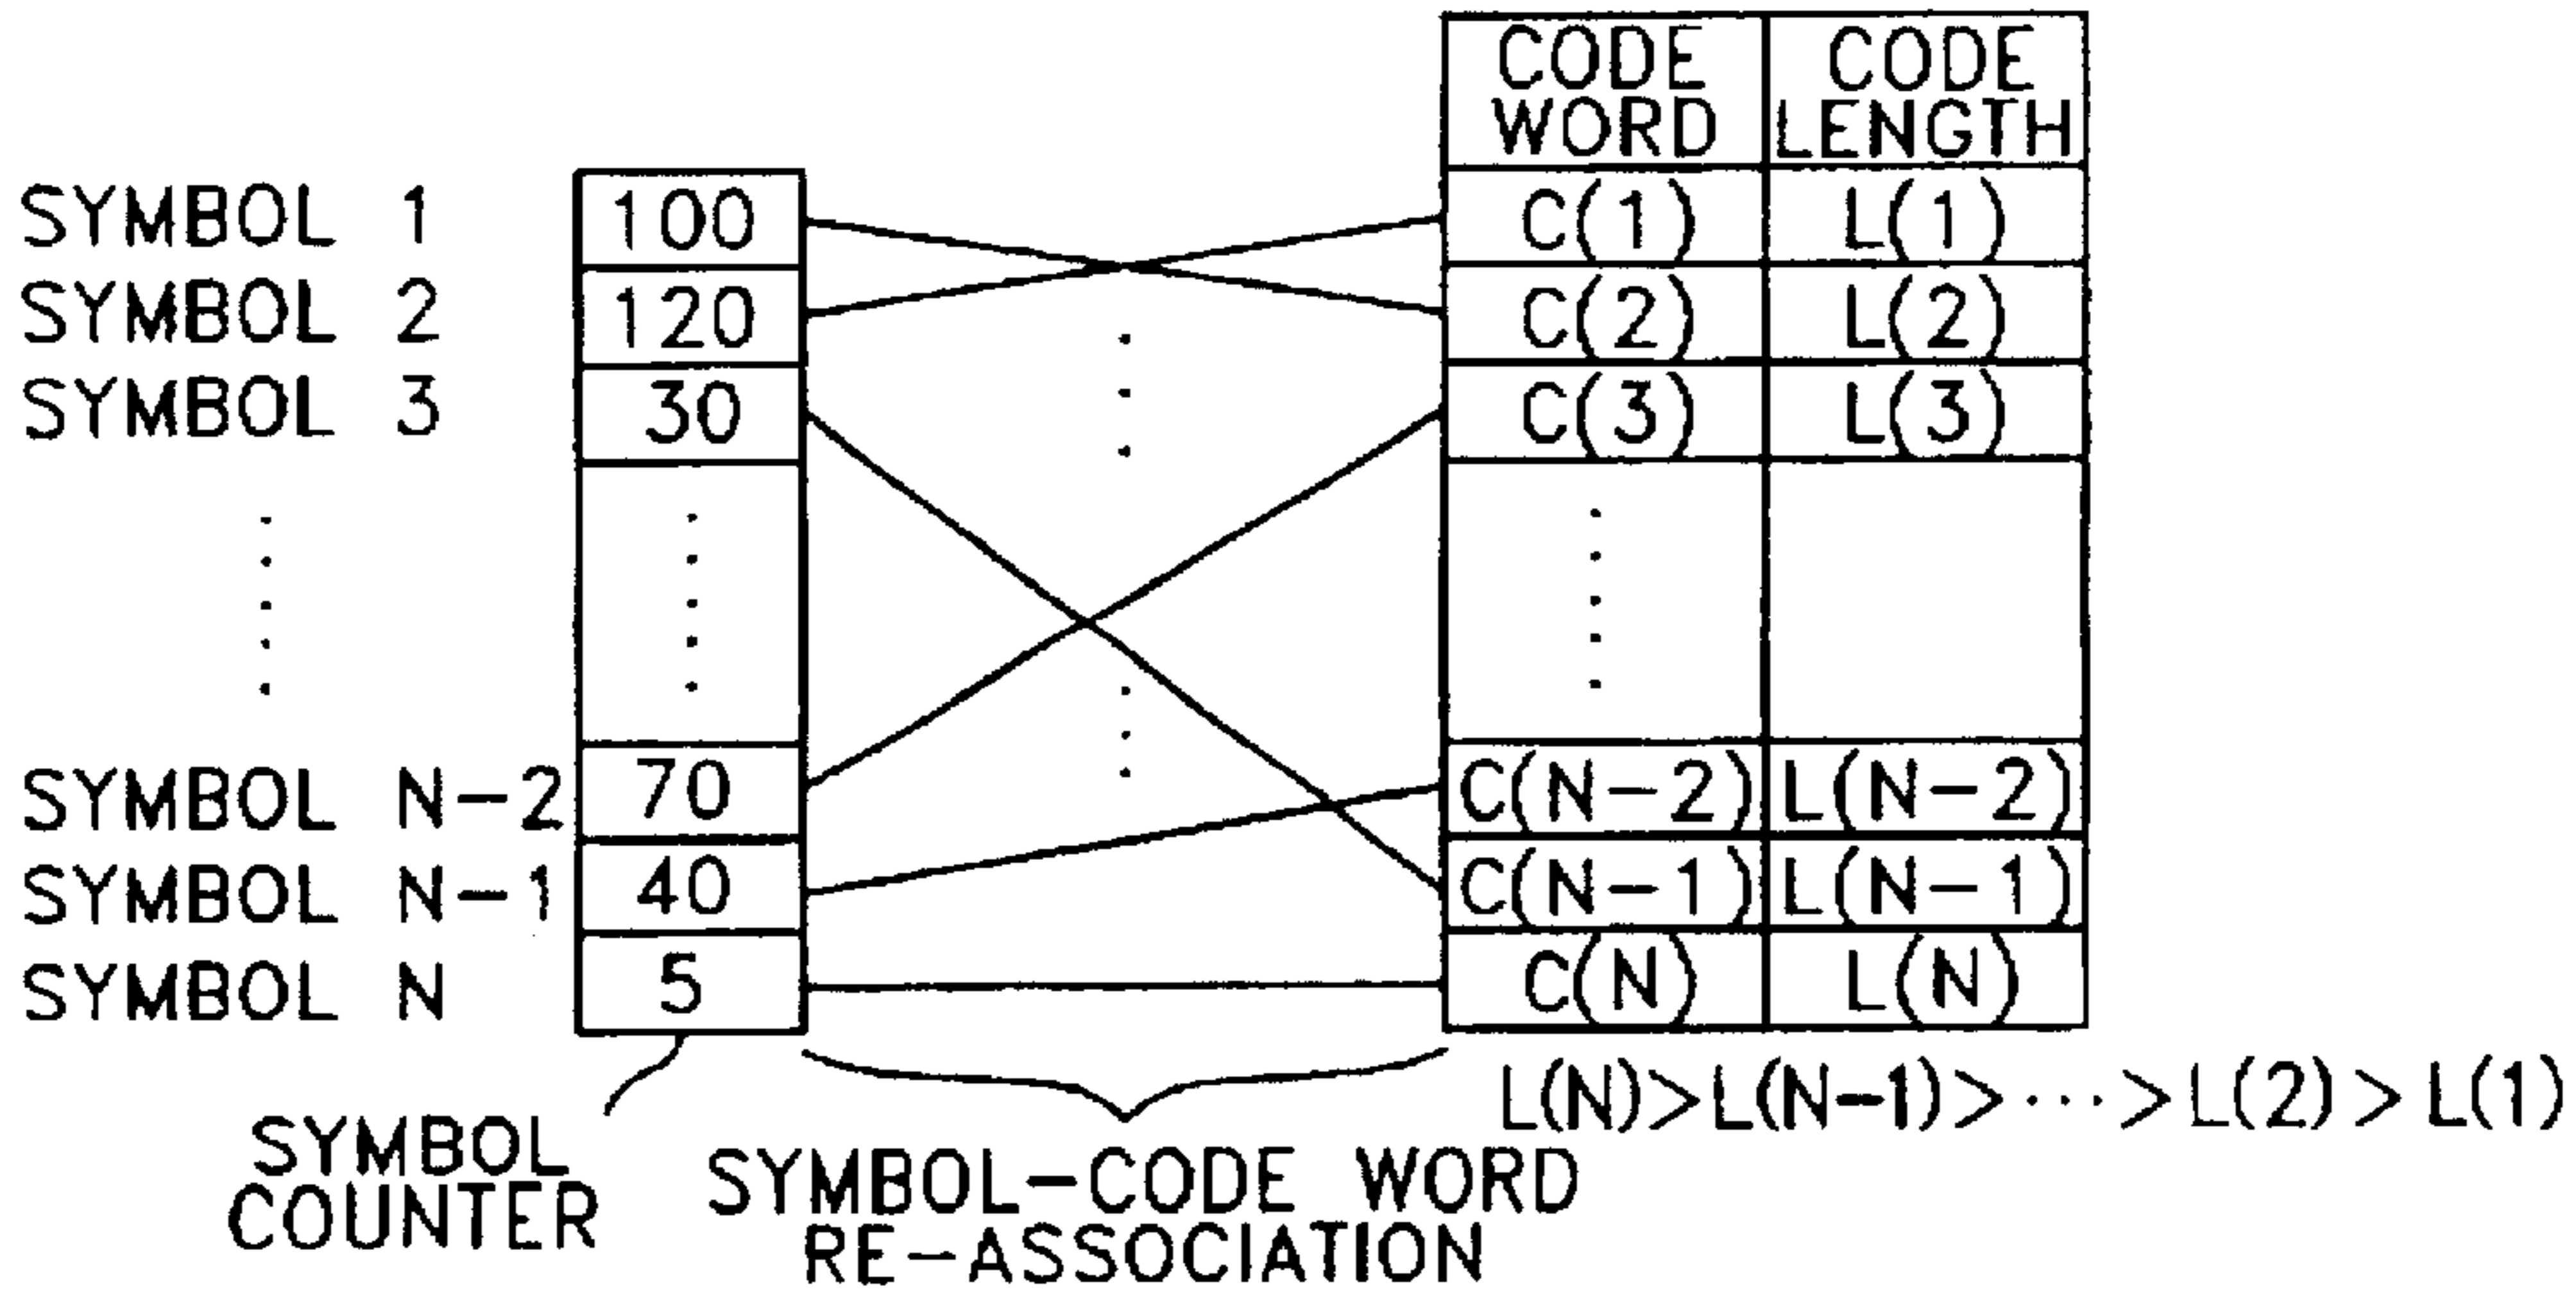 CODE WORD CODE LENGTH
SYMBOL 1 100 C(1) L(1)
SYMBOL 2 120 C(2) L(2)
SYMBOL 3 30 C(3) L(3)
SYMBOL N-2 70 C(N-2) L(N-2)
SYMBOL N-1 40 C(N-1) L(N-1)
SYMBOL N 5 C(N) L(N)
L(N)>L(N-1)>···>L(2)>L(1)
SYMBOL
COUNTER
SYMBOL-CODE WORD
RE-ASSOCIATION